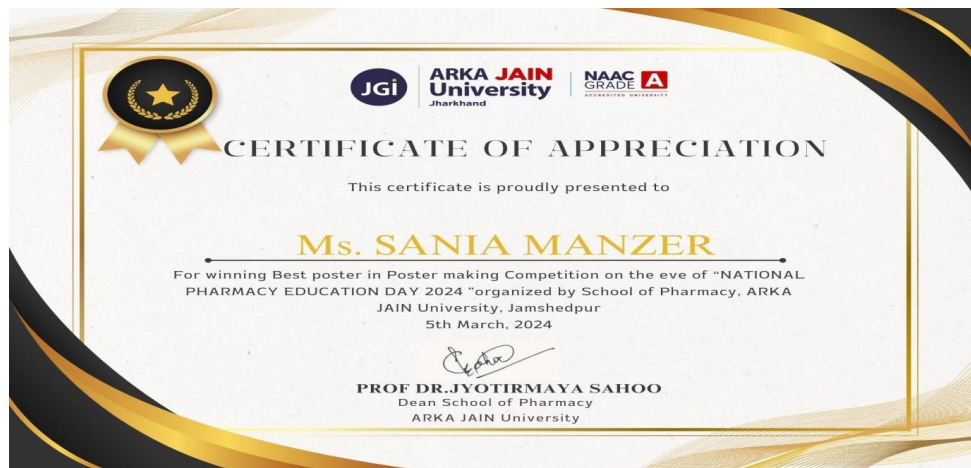 JGi
ARKA JAIN
University
Jharkhand
NAAC
GRADE A
ACCREDITED UNIVERSITY
CERTIFICATE OF APPRECIATION
This certificate is proudly presented to
Ms. SANIA MANZER
For winning Best poster in Poster making Competition on the eve of “NATIONAL
PHARMACY EDUCATION DAY 2024 "organized by School of Pharmacy, ARKA
JAIN University, Jamshedpur
5th March, 2024
PROF DR.JYOTIRMAYA SAHOO
Dean School of Pharmacy
ARKA JAIN University